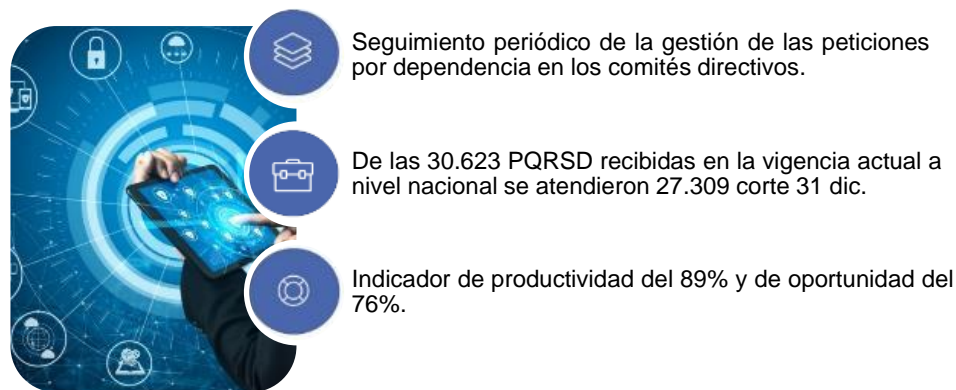 Seguimiento periódico de la gestión de las peticiones
por dependencia en los comités directivos.
De las 30.623 PQRSD recibidas en la vigencia actual a
nivel nacional se atendieron 27.309 corte 31 dic.
Indicador de productividad del 89% y de oportunidad del
76%.